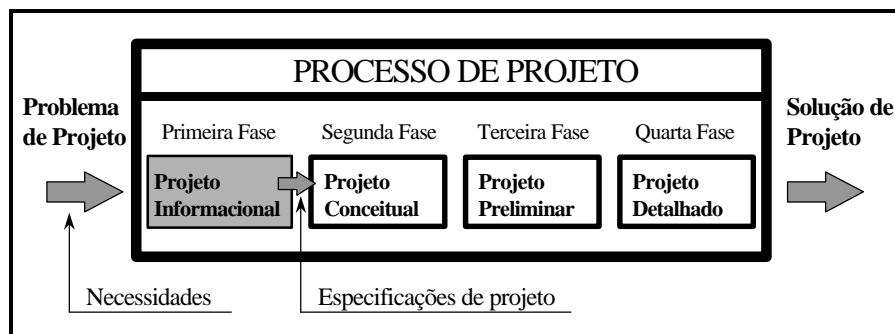 PROCESSO DE PROJETO
Problema
de Projeto
Solução de
Projeto
Primeira Fase
Segunda Fase
Terceira Fase
Quarta Fase
Projeto
Informacional
Projeto
Conceitual
Projeto
Preliminar
Projeto
Detalhado
Necessidades
Especificações de projeto